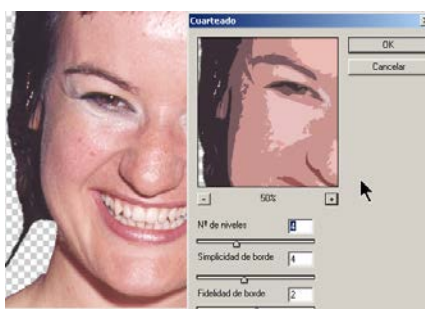 Cuarteado
OK
Cancelar
- 50% +
Nº de niveles 4
Simplicidad de borde 4
Fidelidad de borde 2